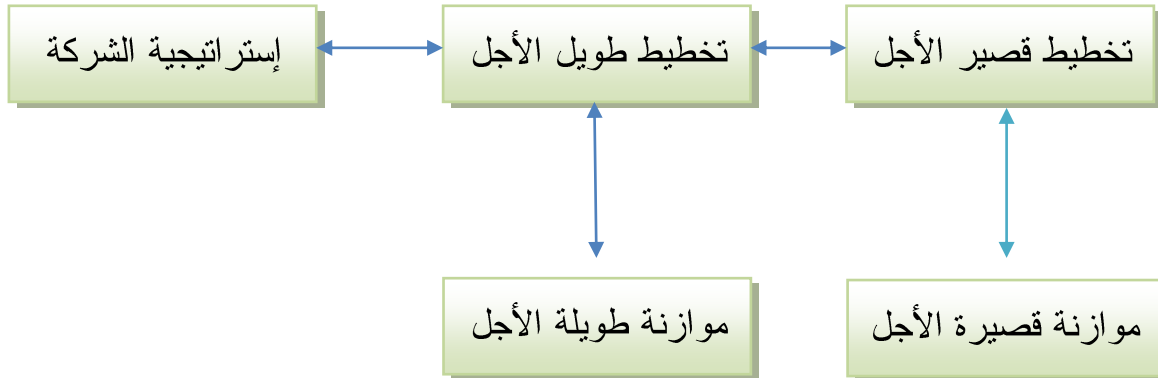 تخطيط قصير الأجل
تخطيط طويل الأجل
إستراتيجية الشركة
موازنة قصيرة الأجل
موازنة طويلة الأجل